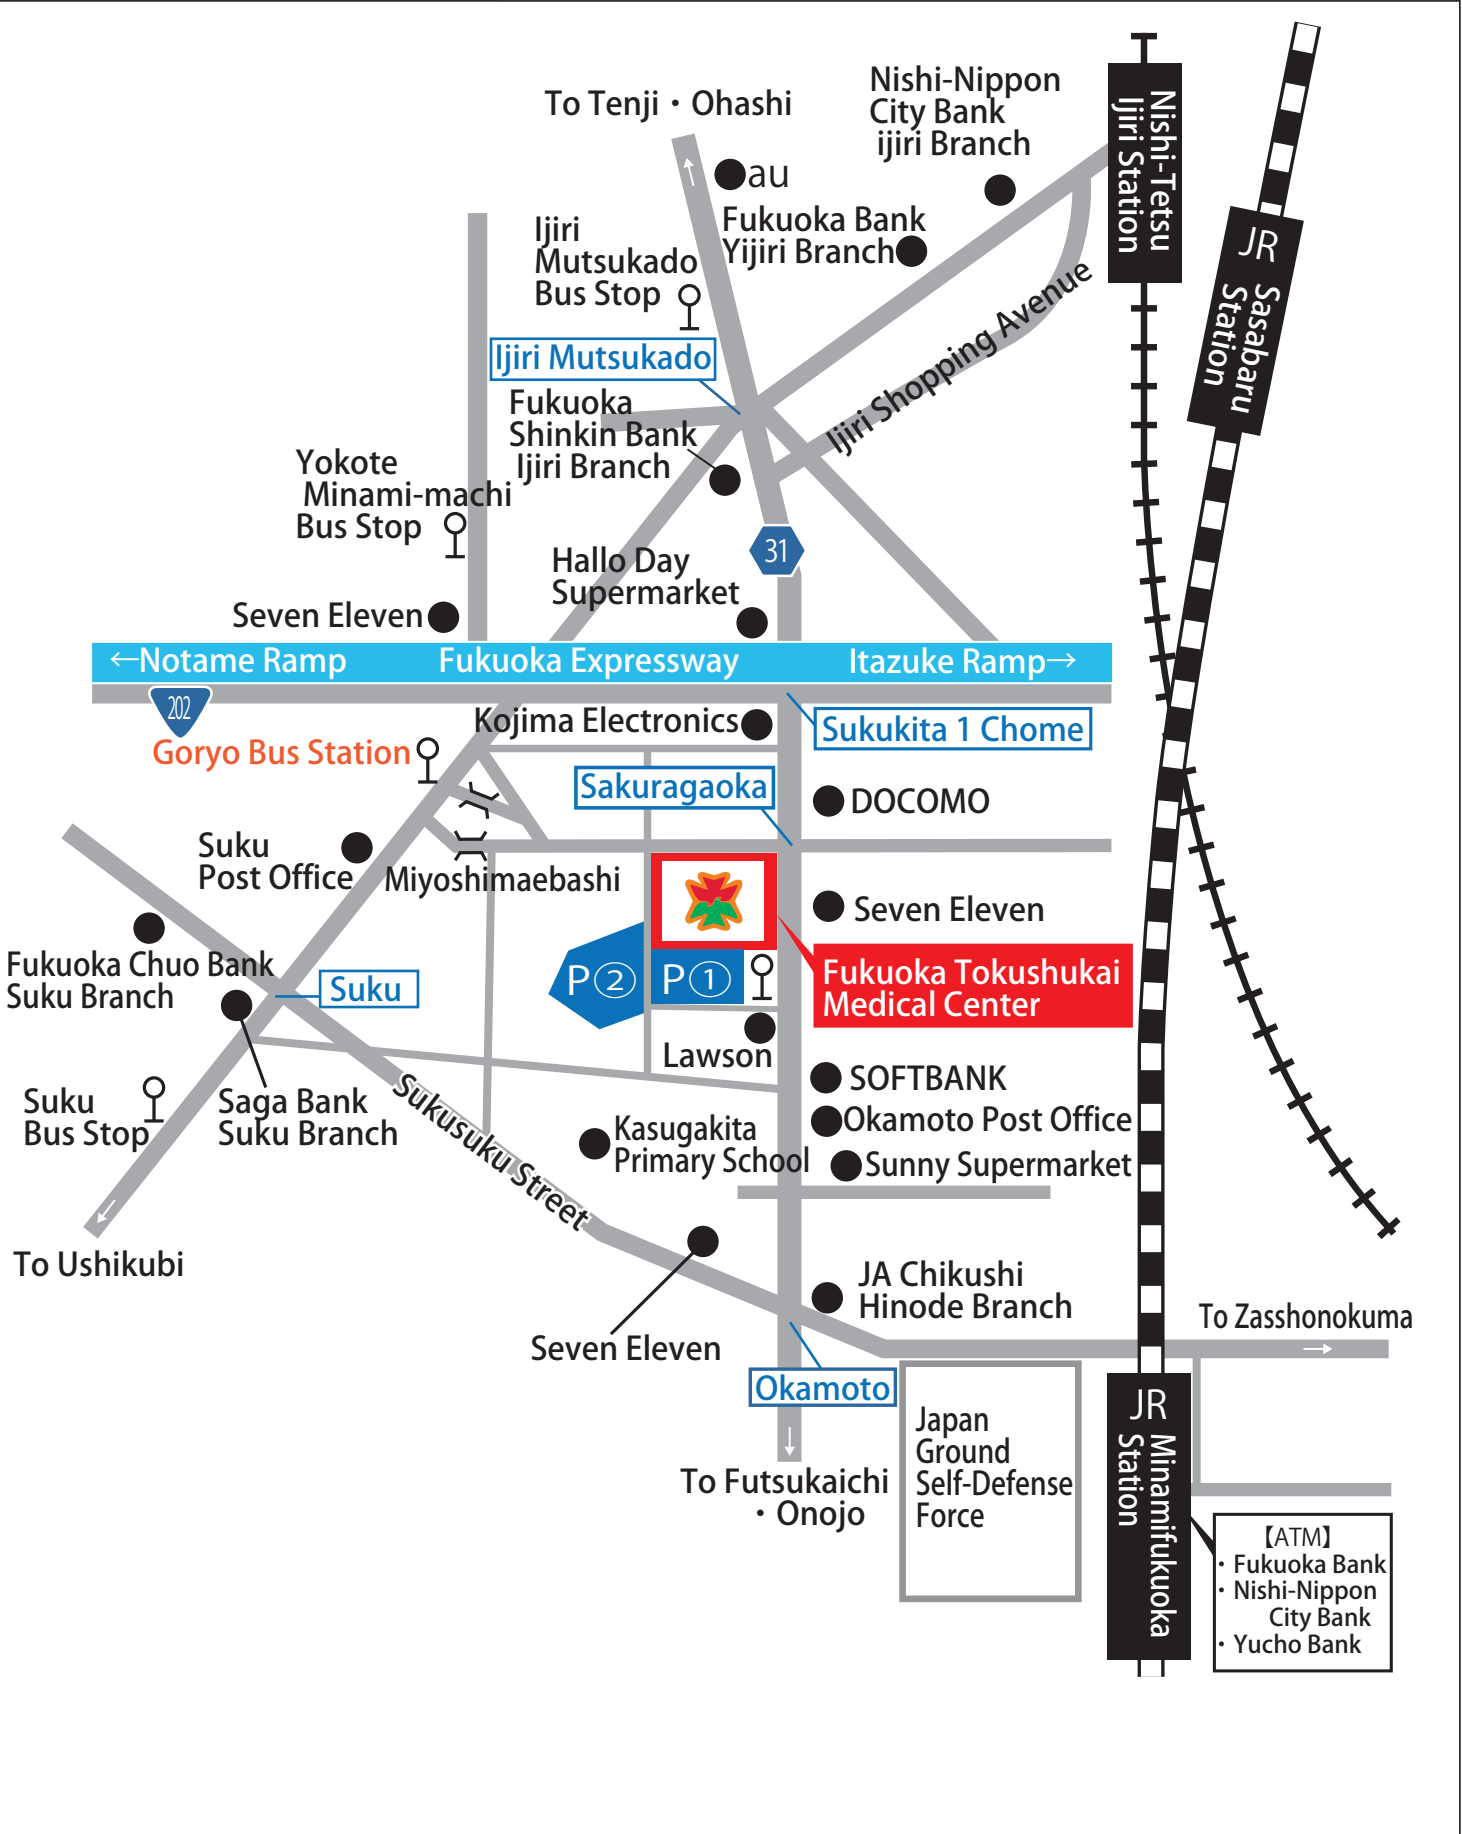 To Tenji・Ohashi
Nishi-Nippon
City Bank
ijiri Branch
Nishi-Tetsu
Ijiri Station
au
Fukuoka Bank
Yijiri Branch
Ijiri
Mutsukado
Bus Stop
JR
Sasabaru
Station
Ijiri Mutsukado
Ijiri Shopping Avenue
Fukuoka
Shinkin Bank
Ijiri Branch
Yokote
Minami-machi
Bus Stop
31
Hallo Day
Supermarket
Seven Eleven
←Notame Ramp
Fukuoka Expressway
Itazuke Ramp→
202
Kojima Electronics
Sukukita 1 Chome
Goryo Bus Station
Sakuragaoka
DOCOMO
Suku
Post Office
Miyoshimaebashi
Seven Eleven
Fukuoka Chuo Bank
Suku Branch
Suku
P②
P①
Fukuoka Tokushukai
Medical Center
Lawson
SOFTBANK
Suku
Bus Stop
Saga Bank
Suku Branch
Sukusuku Street
Okamoto Post Office
Kasugakita
Primary School
Sunny Supermarket
To Ushikubi
JA Chikushi
Hinode Branch
To Zasshonokuma
Seven Eleven
Okamoto
JR
Minamifukuoka
Station
Japan
Ground
Self-Defense
Force
To Futsukaichi
・Onojo
【ATM】
・Fukuoka Bank
・Nishi-Nippon
City Bank
・Yucho Bank